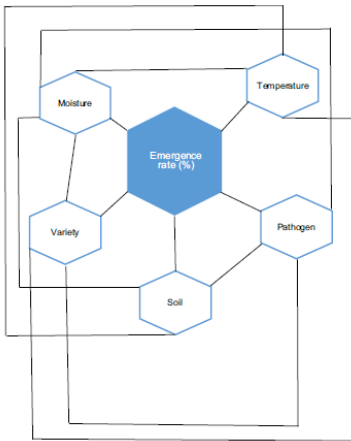 Temperature
Moisture
Emergence
rate (%)
Pathogen
Variety
Soil